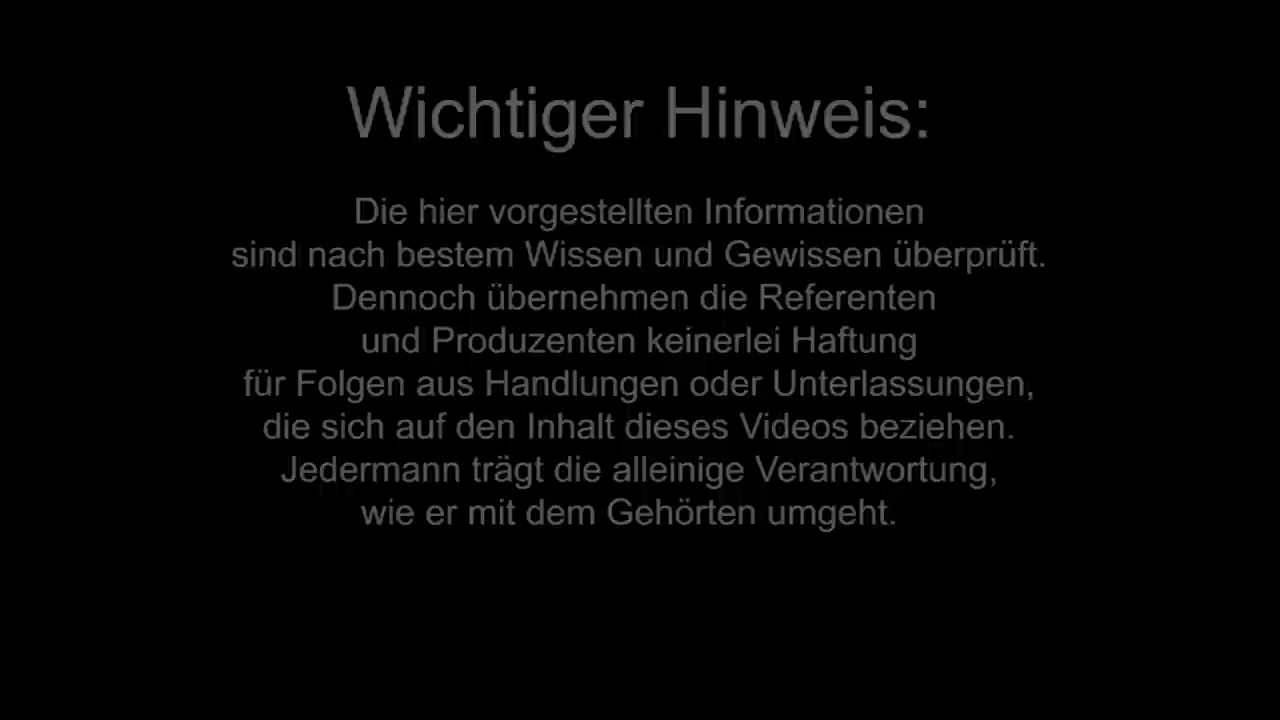 Wichtiger Hinweis:
Die hier vorgestellten Informationen
sind nach bestem Wissen und Gewissen überprüft.
Dennoch übernehmen die Referenten
und Produzenten keinerlei Haftung
für Folgen aus Handlungen oder Unterlassungen,
die sich auf den Inhalt dieses Videos beziehen.
Jedermann trägt die alleinige Verantwortung,
wie er mit dem Gehörten umgeht.